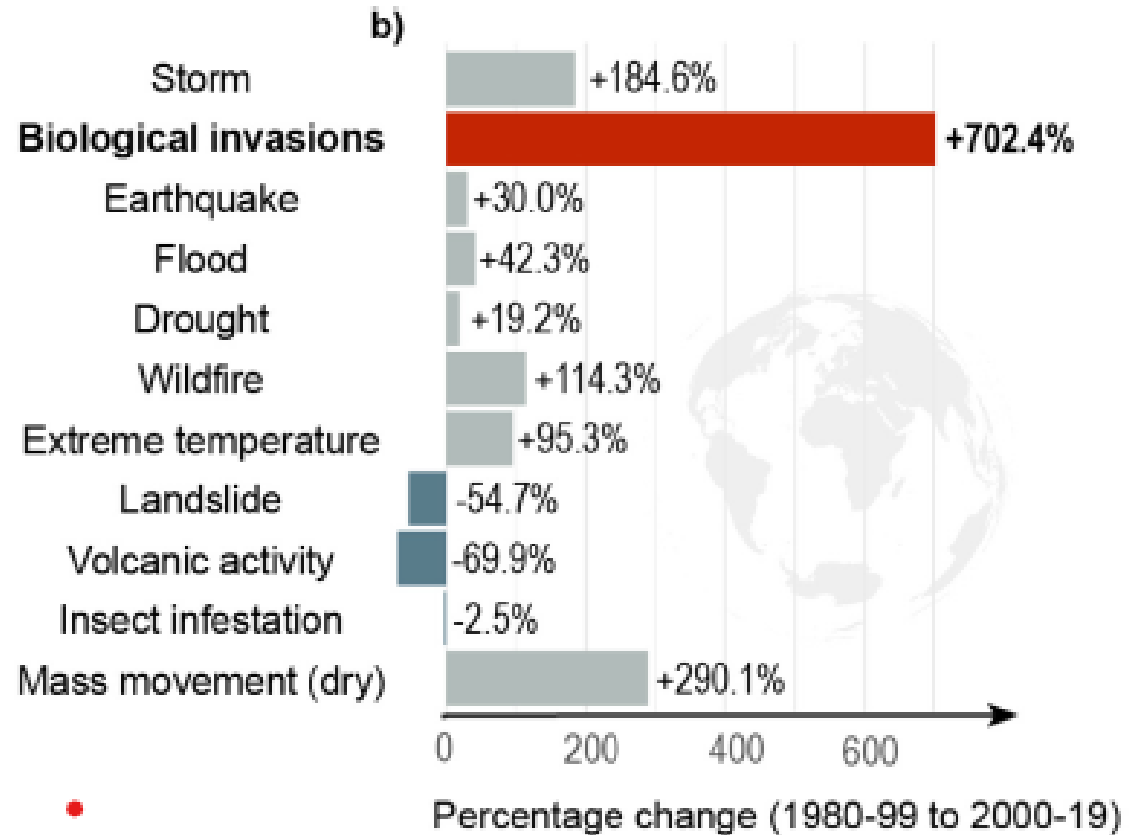 b)
Storm +184.6%
Biological invasions +702.4%
Earthquake +30.0%
Flood +42.3%
Drought +19.2%
Wildfire +114.3%
Extreme temperature +95.3%
Landslide -54.7%
Volcanic activity -69.9%
Insect infestation -2.5%
Mass movement (dry) +290.1%
0 200 400 600
Percentage change (1980-99 to 2000-19)